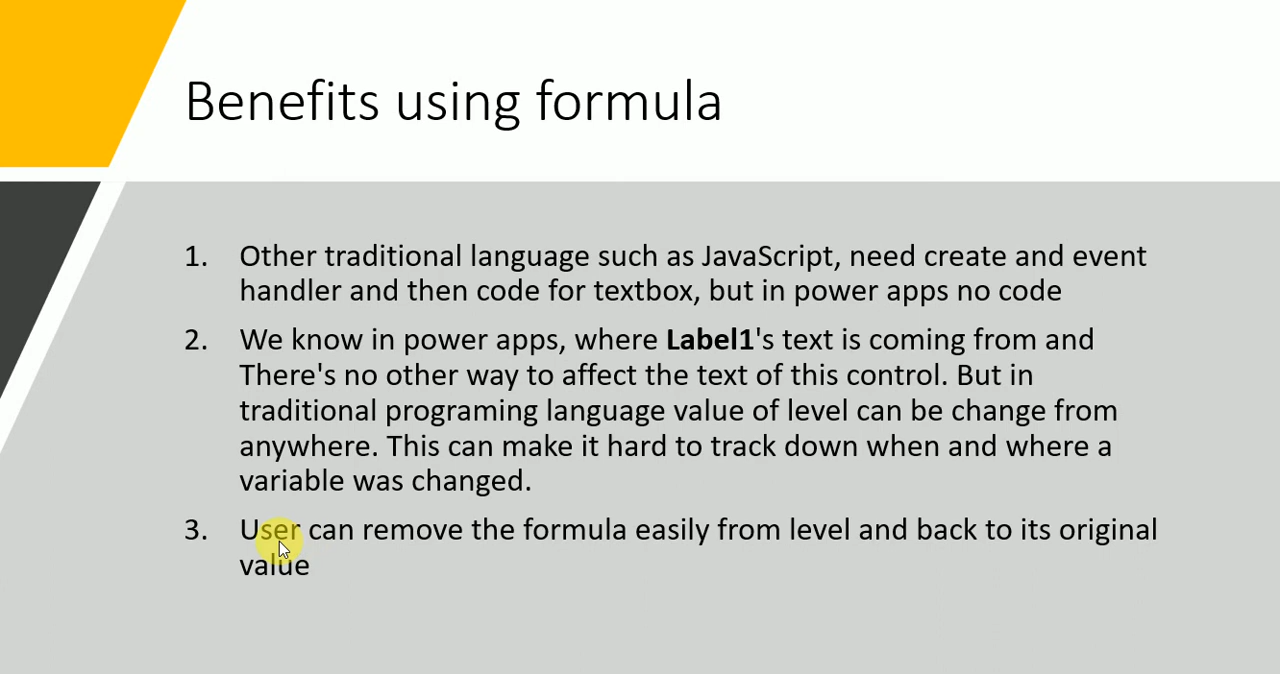 Benefits using formula
1. Other traditional language such as JavaScript, need create and event
handler and then code for textbox, but in power apps no code
2. We know in power apps, where Label1's text is coming from and
There's no other way to affect the text of this control. But in
traditional programing language value of level can be change from
anywhere. This can make it hard to track down when and where a
variable was changed.
3. User can remove the formula easily from level and back to its original
value